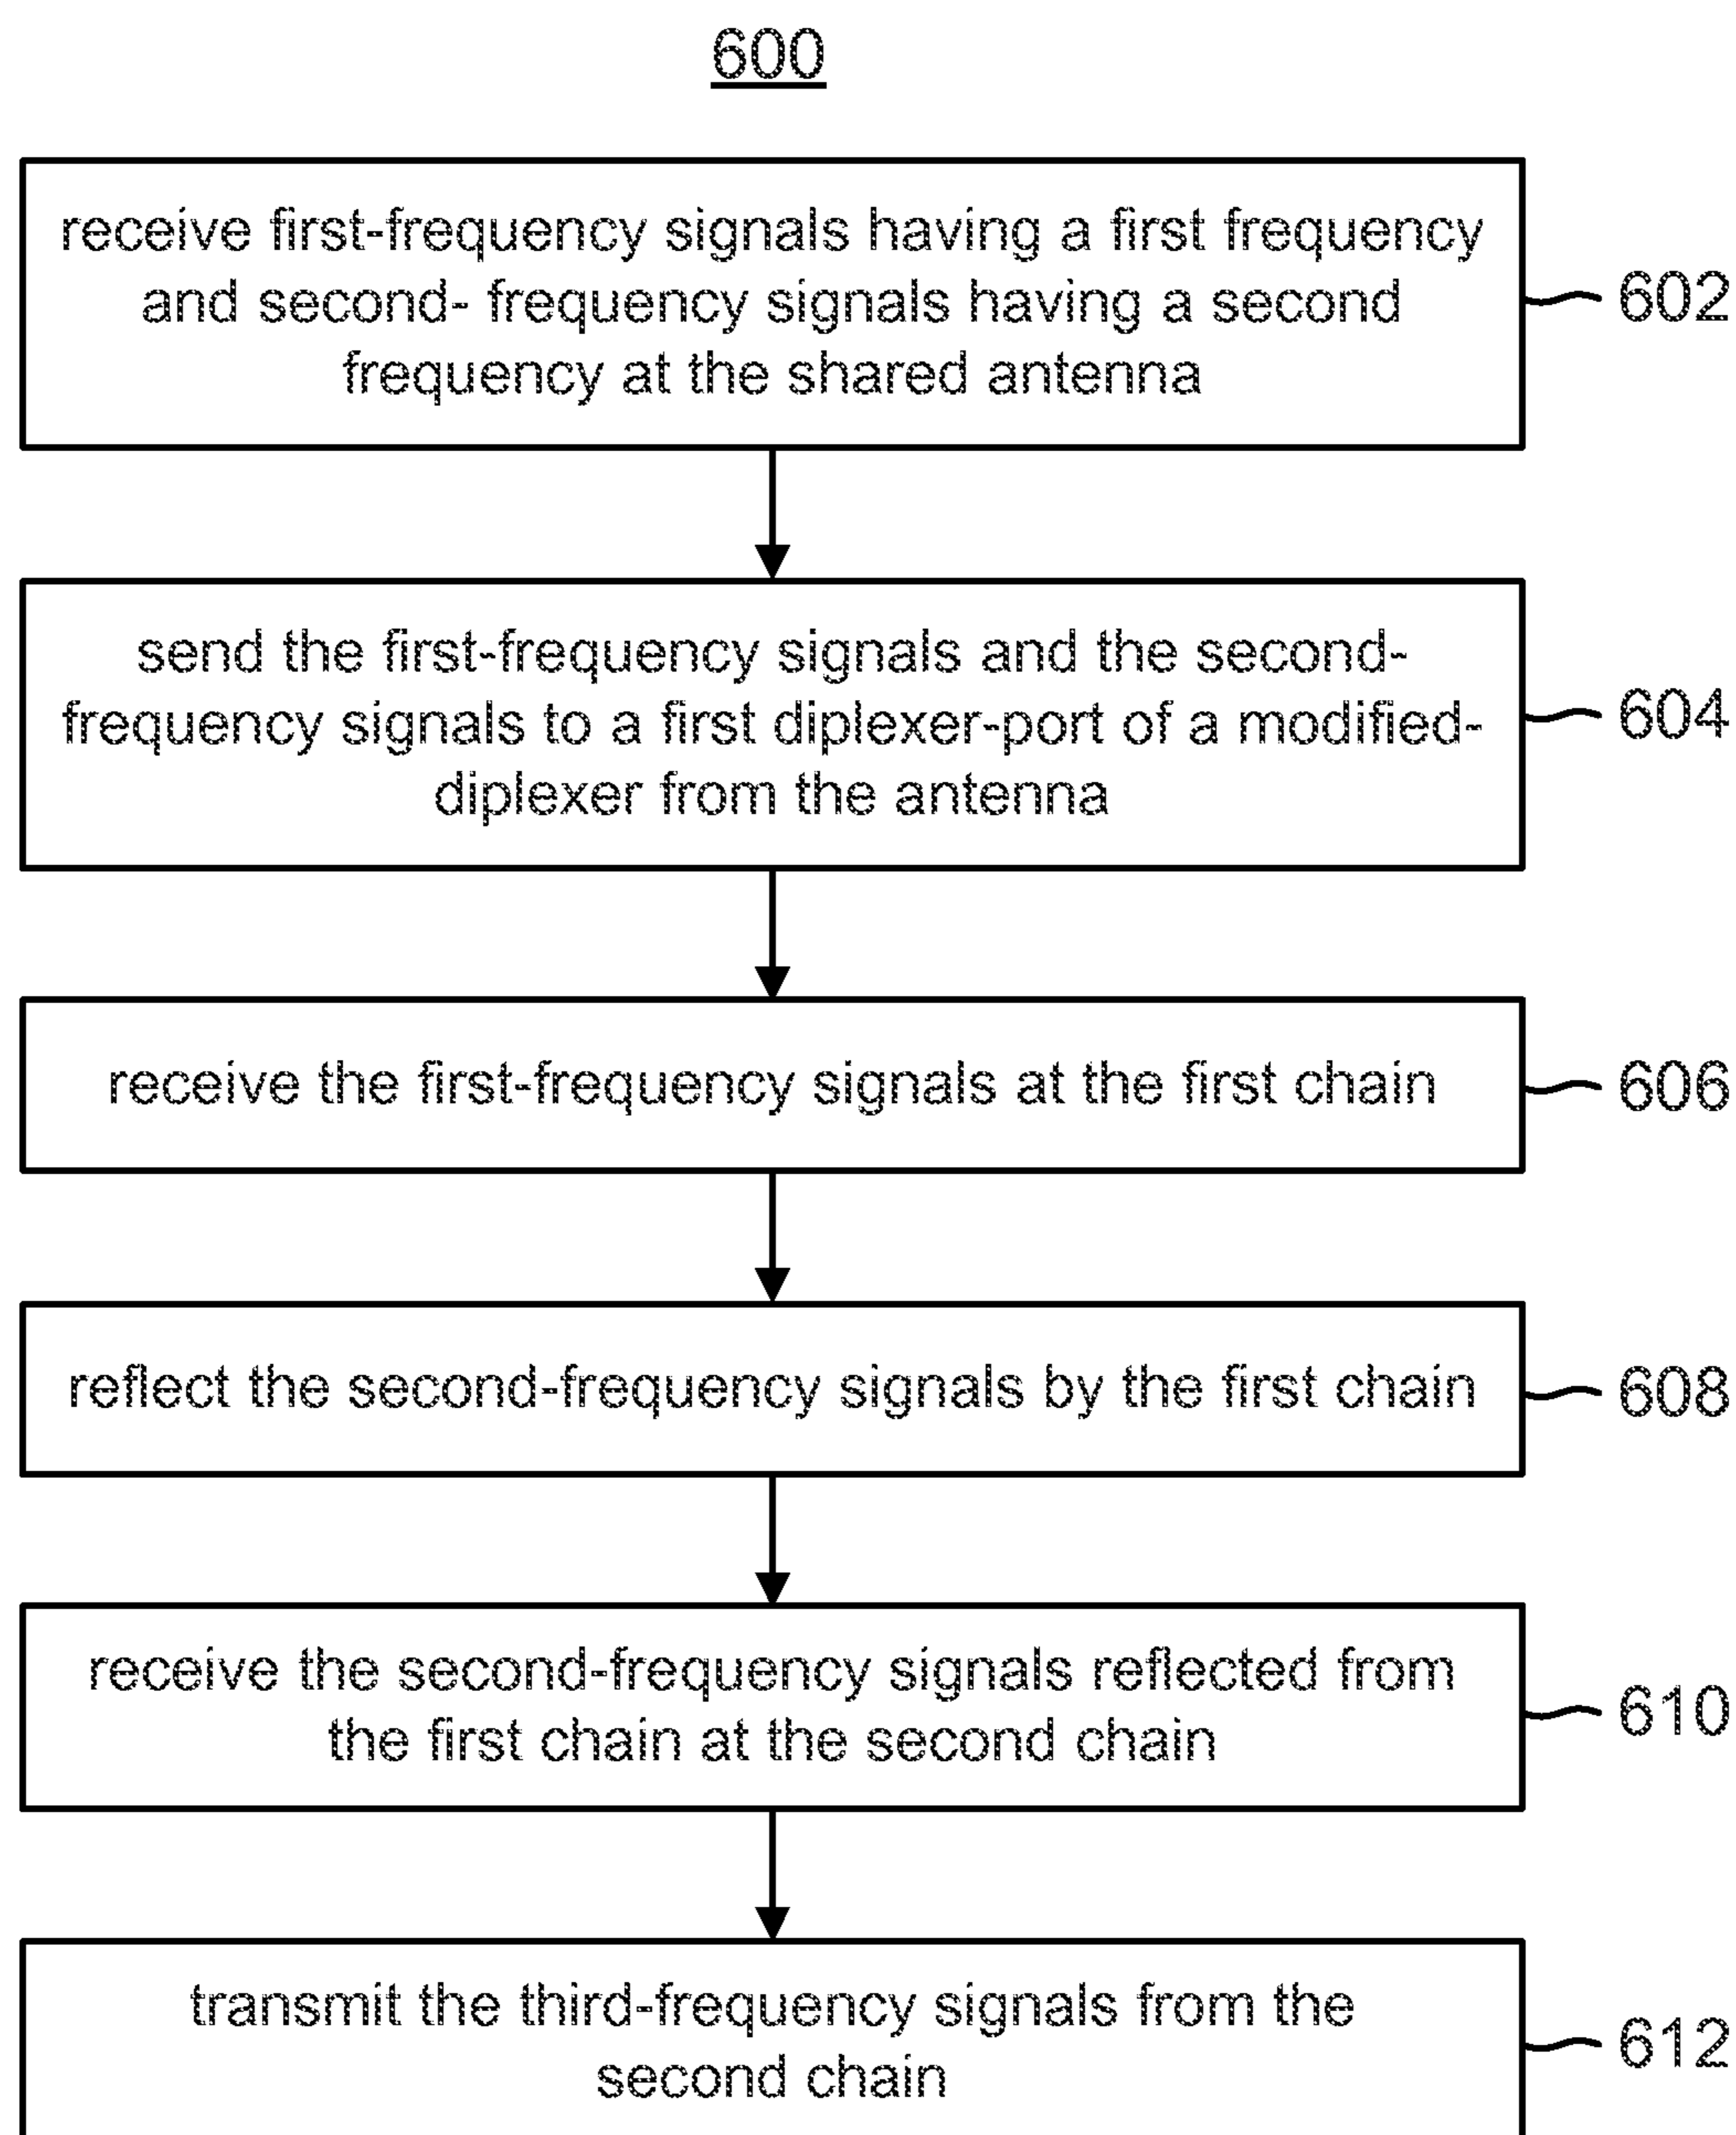 600
receive first-frequency signals having a first frequency
and second- frequency signals having a second
frequency at the shared antenna
602
send the first-frequency signals and the second-
frequency signals to a first diplexer-port of a modified-
diplexer from the antenna
604
receive the first-frequency signals at the first chain
606
reflect the second-frequency signals by the first chain
608
receive the second-frequency signals reflected from
the first chain at the second chain
610
transmit the third-frequency signals from the
second chain
612